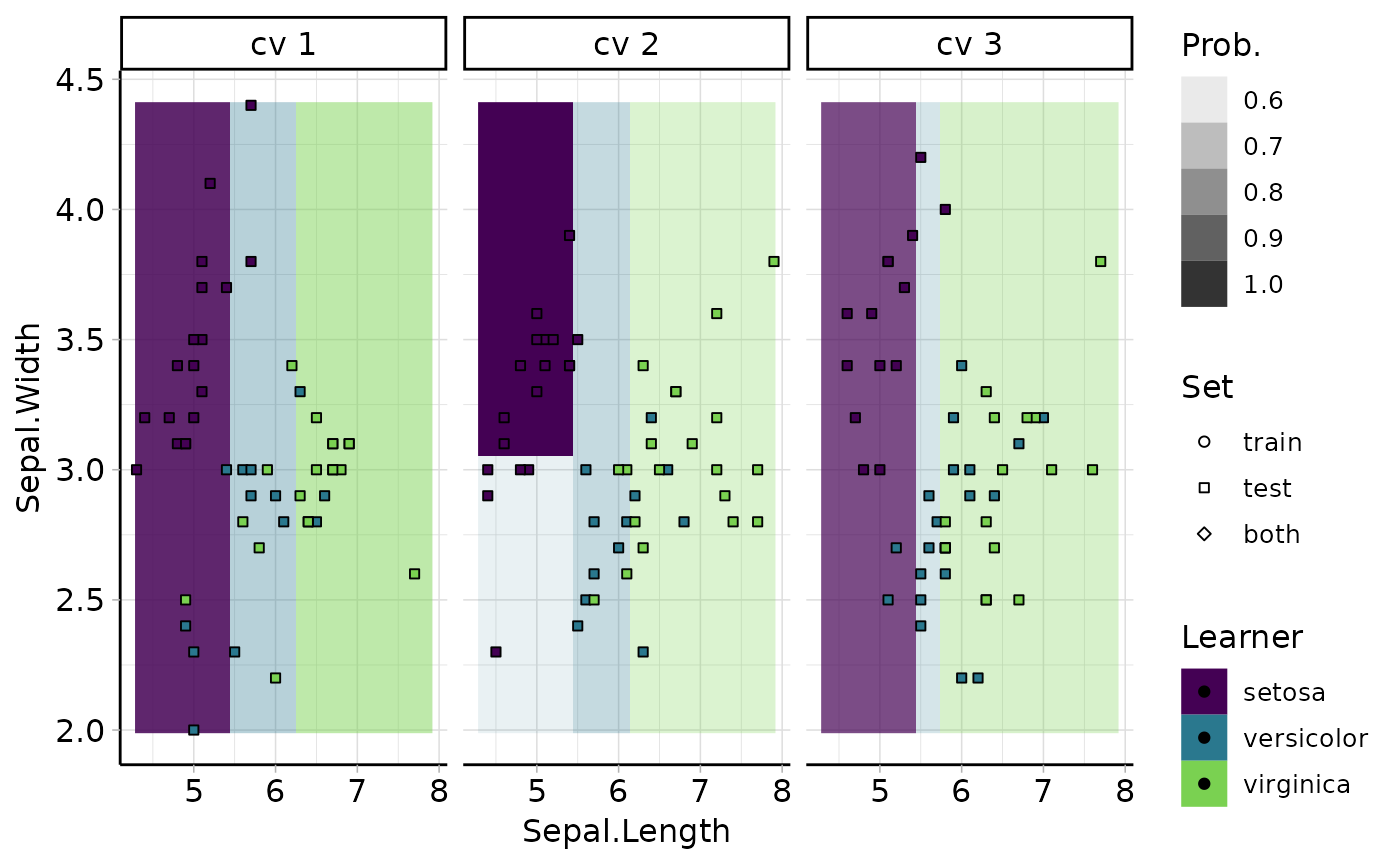 cv 1
cv 2
cv 3
4.5
4.0
3.5
3.0
2.5
2.0
Sepal.Width
5 6 7 8
5 6 7 8
5 6 7 8
Sepal.Length
Prob.
0.6
0.7
0.8
0.9
1.0
Set
train
test
both
Learner
setosa
versicolor
virginica